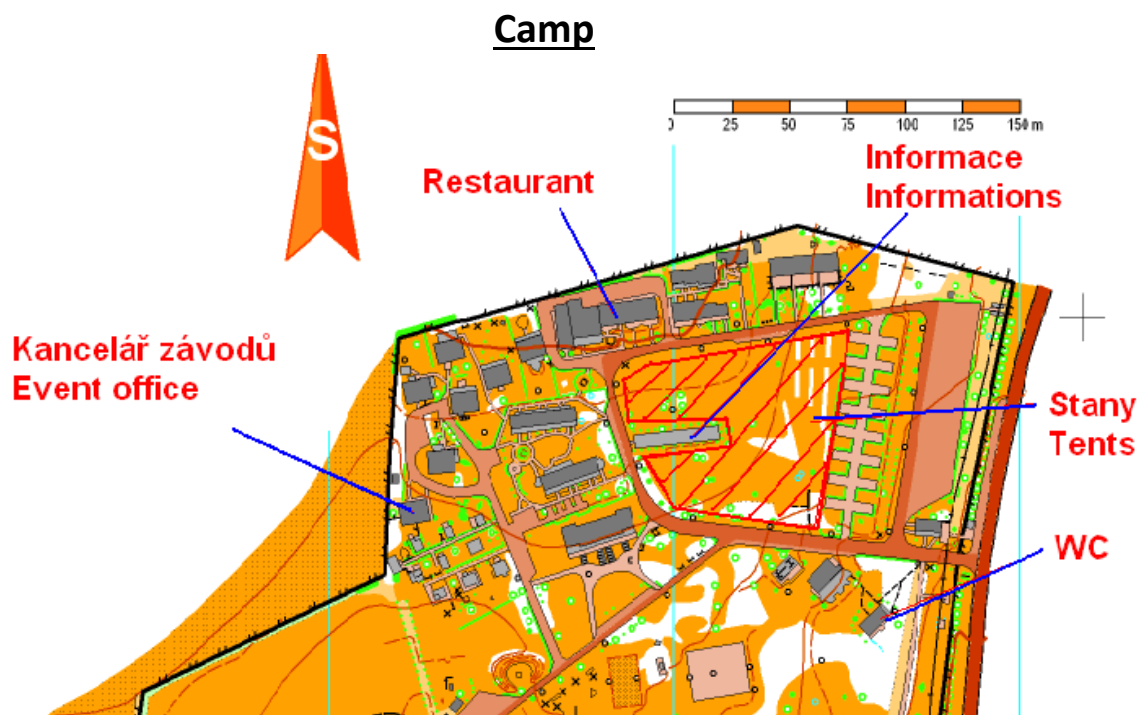 Camp
S
0 25 50 75 100 125 150 m
Informace
Informations
Restaurant
Kancelář závodů
Event office
Stany
Tents
WC